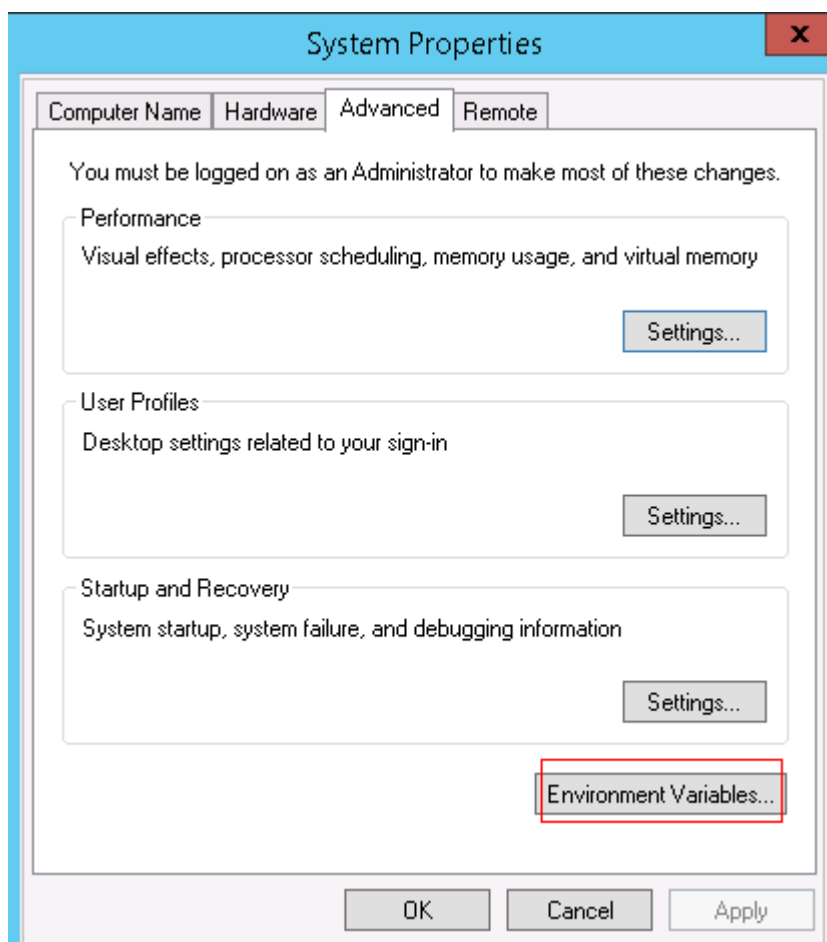 System Properties
x
Computer Name Hardware Advanced Remote
You must be logged on as an Administrator to make most of these changes.
Performance
Visual effects, processor scheduling, memory usage, and virtual memory
Settings...
User Profiles
Desktop settings related to your sign-in
Settings...
Startup and Recovery
System startup, system failure, and debugging information
Settings...
Environment Variables...
OK Cancel Apply